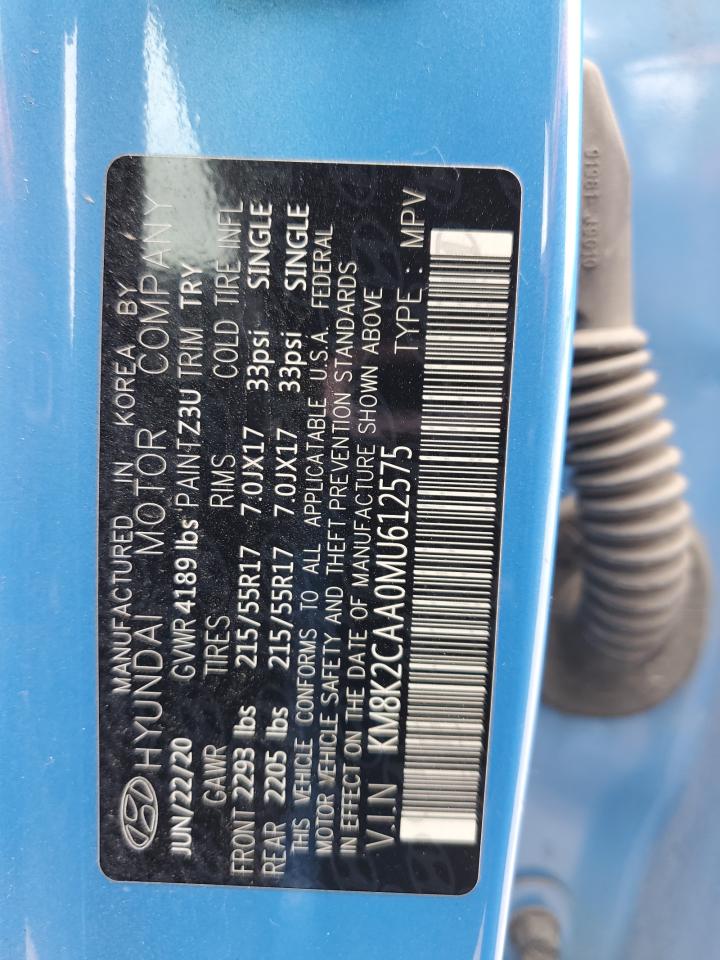 MANUFACTURED IN KOREA BY
HYUNDAI MOTOR COMPANY
JUN/22/20 GVWR 4189 lbs PAINT Z3U TRIM TRY
GAWR TIRES RIMS COLD TIRE INFL
FRONT 2293 lbs 215/55R17 7.0JX17 33psi SINGLE
REAR 2205 lbs 215/55R17 7.0JX17 33psi SINGLE
THIS VEHICLE CONFORMS TO ALL APPLICATABLE U.S.A. FEDERAL
MOTOR VEHICLE SAFETY AND THEFT PREVENTION STANDARDS
IN EFFECT ON THE DATE OF MANUFACTURE SHOWN ABOVE
V.I.N KM8K2CAA0MU612575 TYPE : MPV